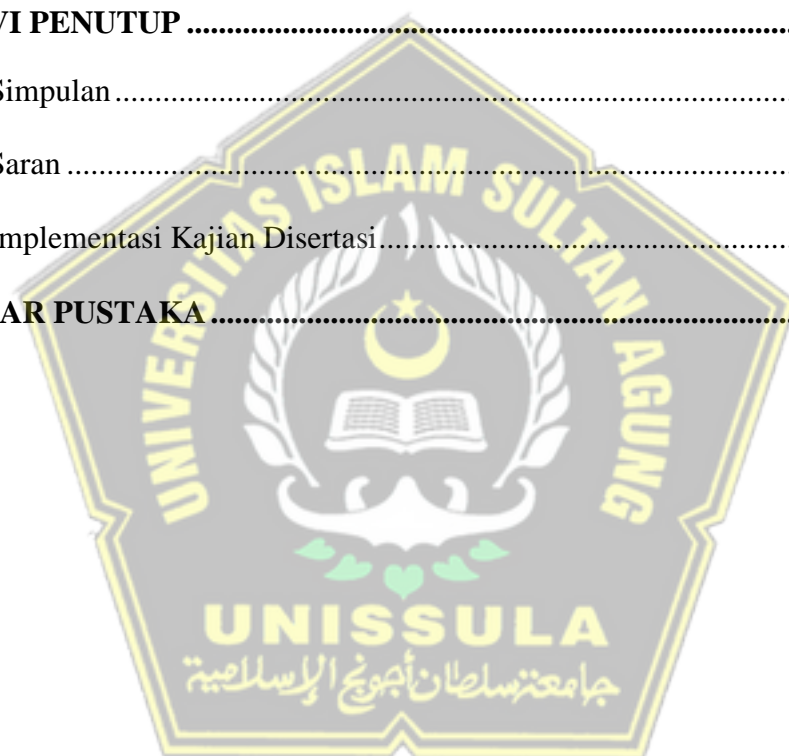 VI PENUTUP ........................................................................
Simpulan ........................................................................
Saran ........................................................................
mplementasi Kajian Disertasi ........................................................................
AR PUSTAKA ........................................................................
UNIVERSITAS ISLAM SULTAN AGUNG
UNISSULA
جامعة سلطان أجونج الإسلامية